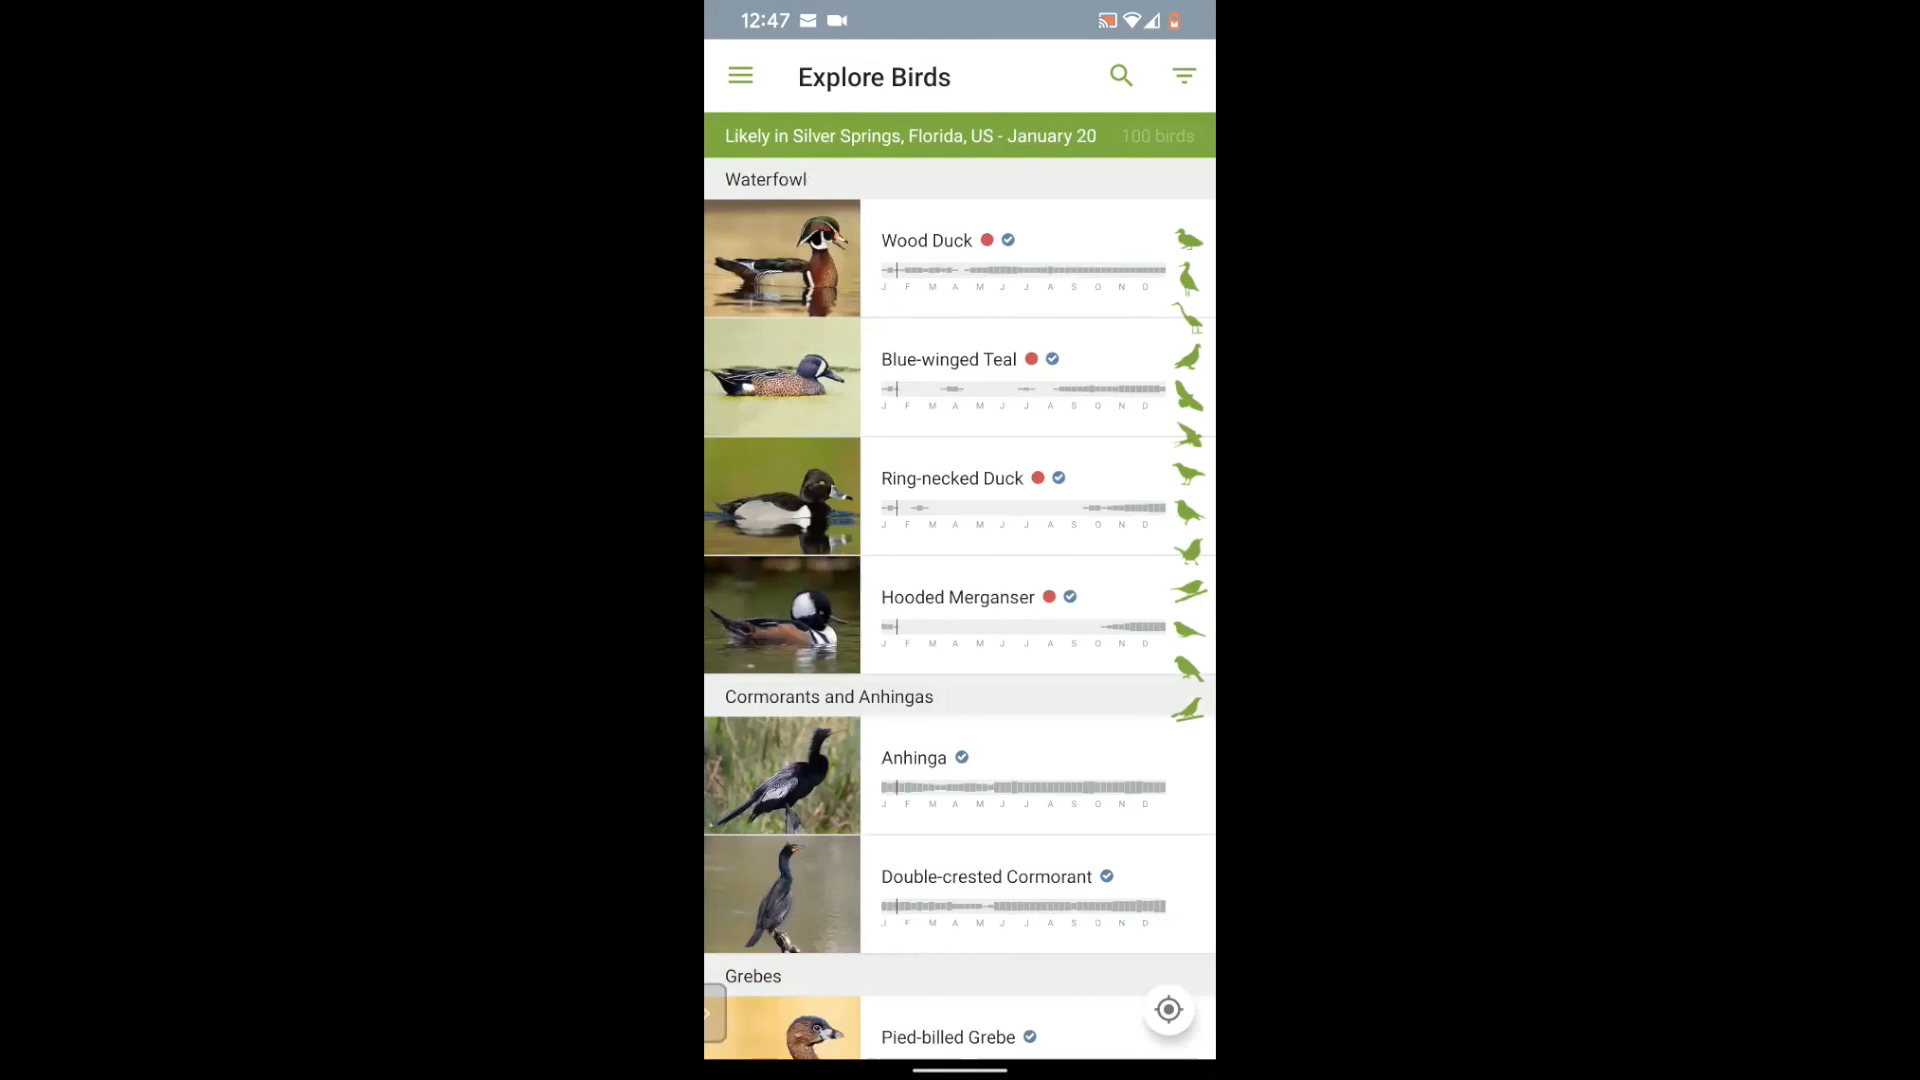 12:47
Explore Birds
Likely in Silver Springs, Florida, US - January 20 100 birds
Waterfowl
Wood Duck
J F M A M J J A S O N D
Blue-winged Teal
J F M A M J J A S O N D
Ring-necked Duck
J F M A M J J A S O N D
Hooded Merganser
J F M A M J J A S O N D
Cormorants and Anhingas
Anhinga
J F M A M J J A S O N D
Double-crested Cormorant
J F M A M J J A S O N D
Grebes
Pied-billed Grebe